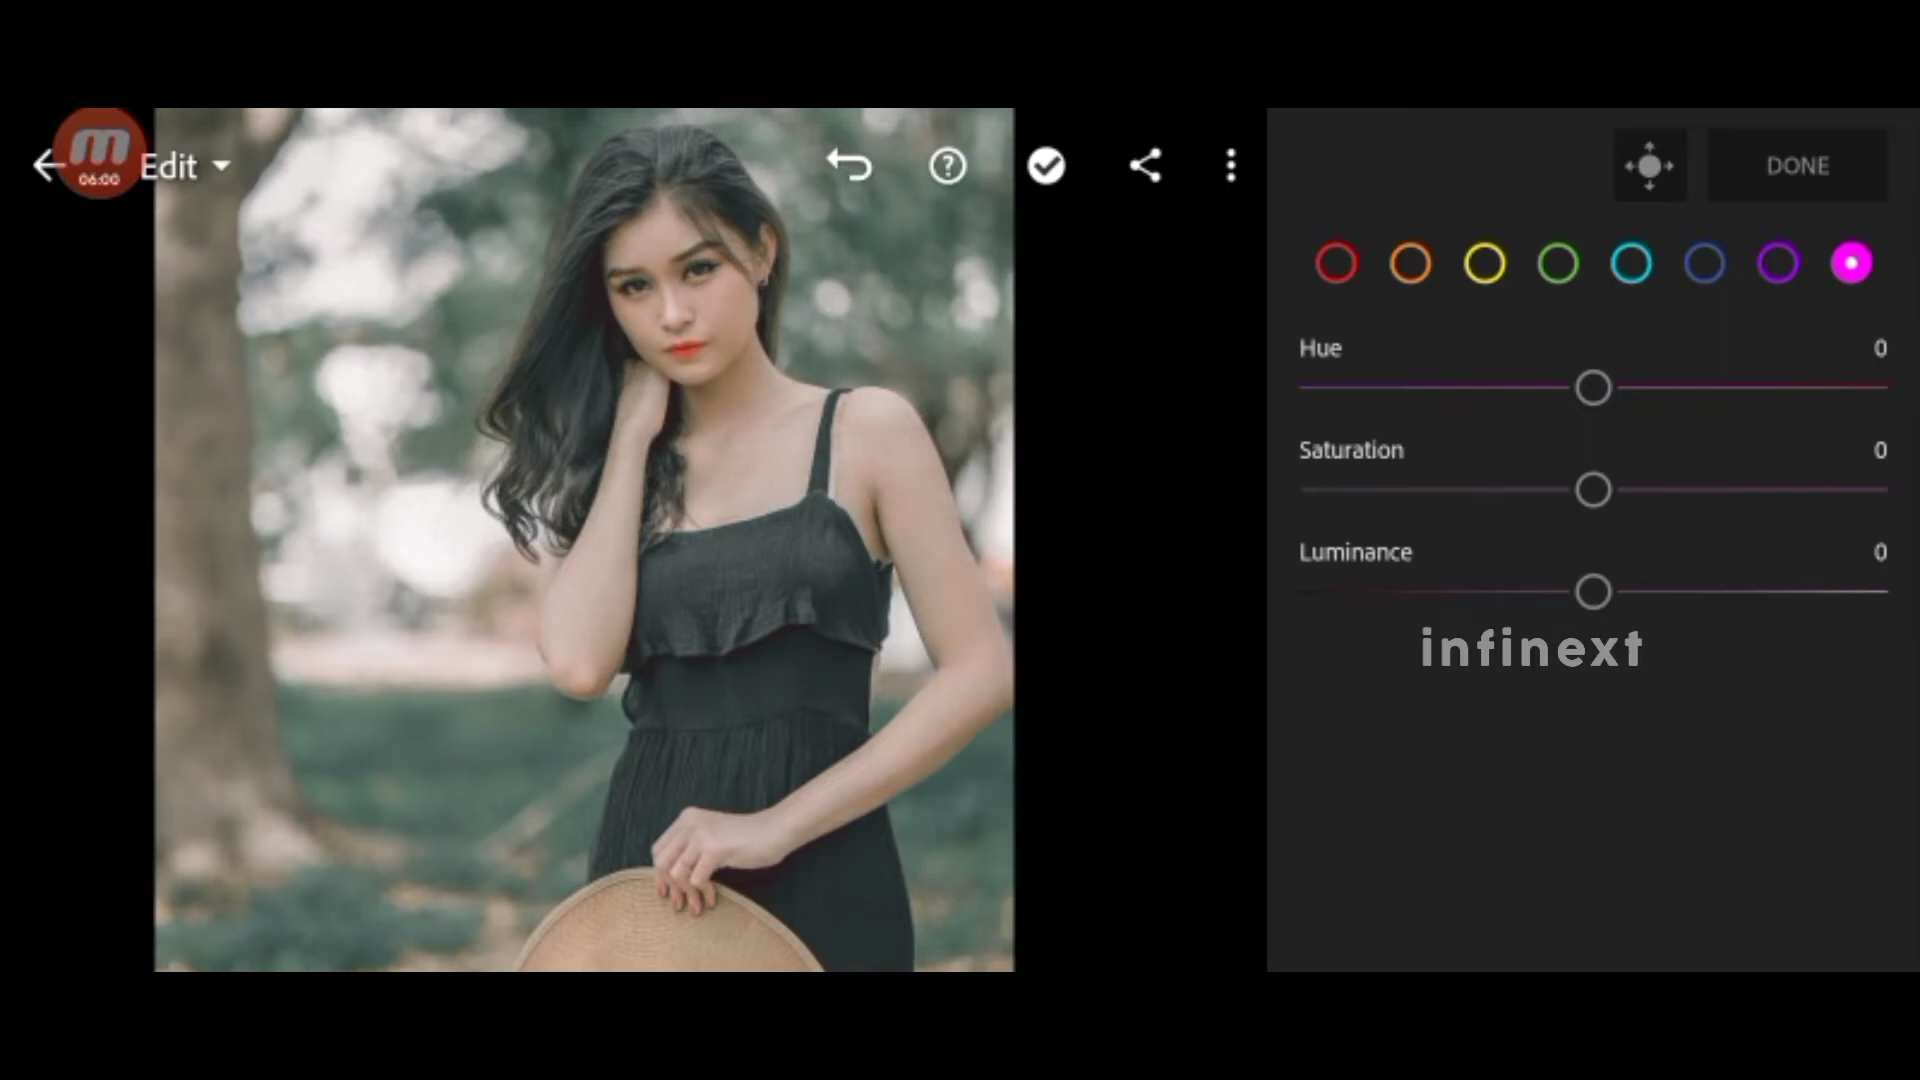 m
06:00
Edit
DONE
Hue 0
Saturation 0
Luminance 0
infinext